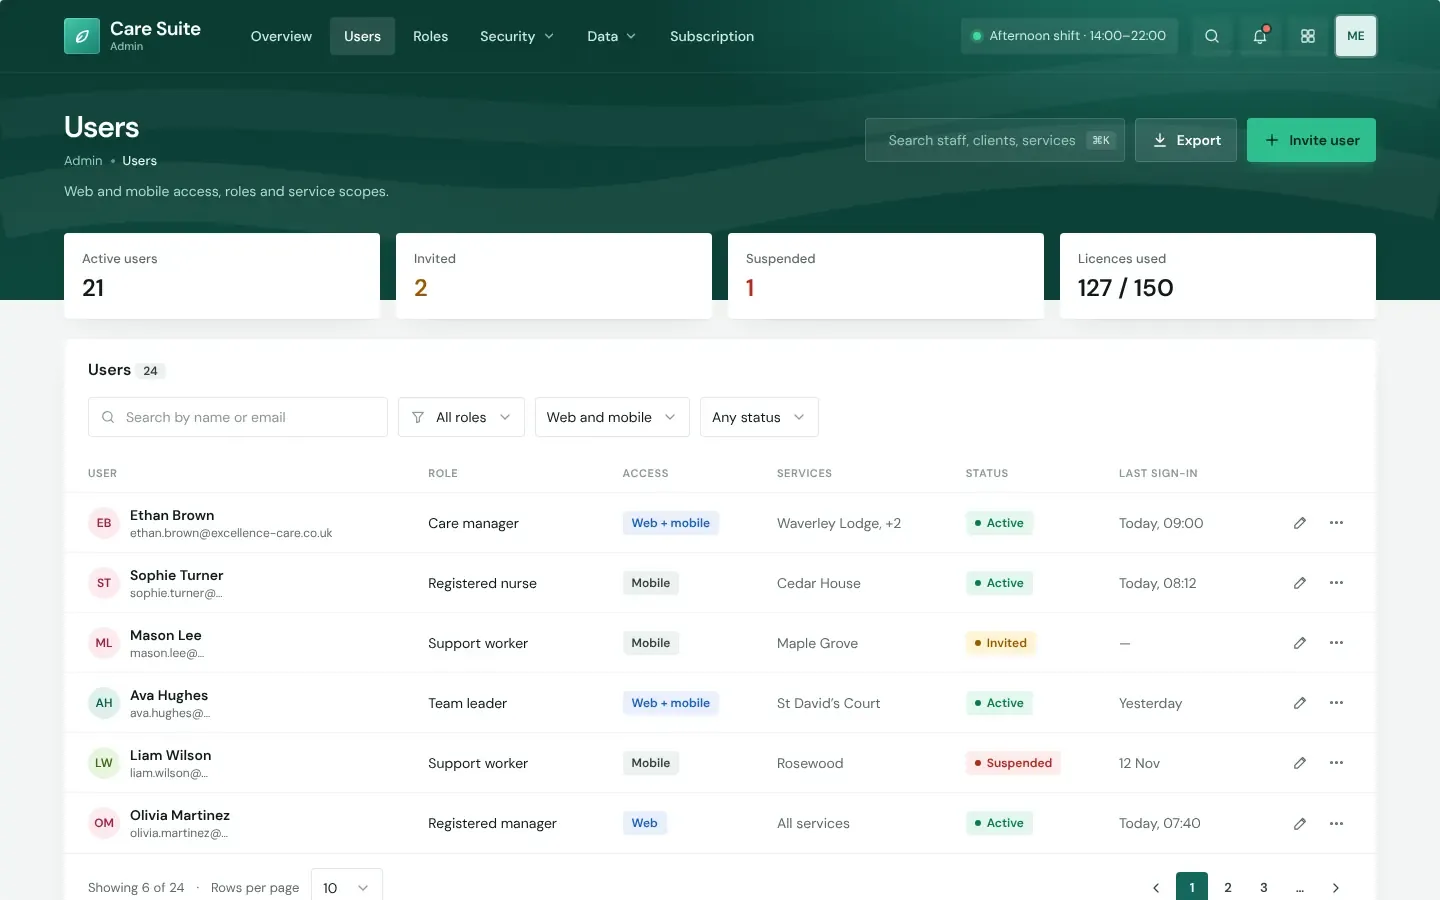 Care Suite
Admin
Overview
Users
Roles
Security
Data
Subscription
Afternoon shift · 14:00–22:00
ME
Users
Admin • Users
Web and mobile access, roles and service scopes.
Search staff, clients, services ⌘K
Export
Invite user
Active users
21
Invited
2
Suspended
1
Licences used
127 / 150
Users 24
Search by name or email
All roles
Web and mobile
Any status
USER ROLE ACCESS SERVICES STATUS LAST SIGN-IN
EB Ethan Brown
ethan.brown@excellence-care.co.uk
Care manager Web + mobile Waverley Lodge, +2 Active Today, 09:00
ST Sophie Turner
sophie.turner@…
Registered nurse Mobile Cedar House Active Today, 08:12
ML Mason Lee
mason.lee@…
Support worker Mobile Maple Grove Invited —
AH Ava Hughes
ava.hughes@…
Team leader Web + mobile St David’s Court Active Yesterday
LW Liam Wilson
liam.wilson@…
Support worker Mobile Rosewood Suspended 12 Nov
OM Olivia Martinez
olivia.martinez@…
Registered manager Web All services Active Today, 07:40
Showing 6 of 24 · Rows per page 10
1 2 3 …